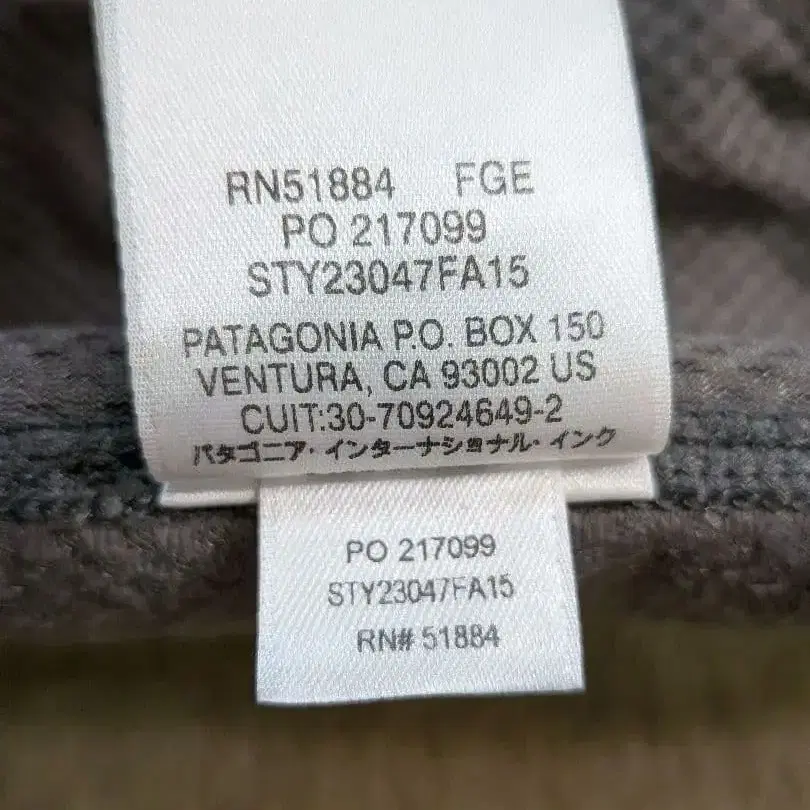 RN51884 FGE
PO 217099
STY23047FA15
PATAGONIA P.O. BOX 150
VENTURA, CA 93002 US
CUIT:30-70924649-2
パタゴニア・インターナショナル・インク
PO 217099
STY23047FA15
RN# 51884